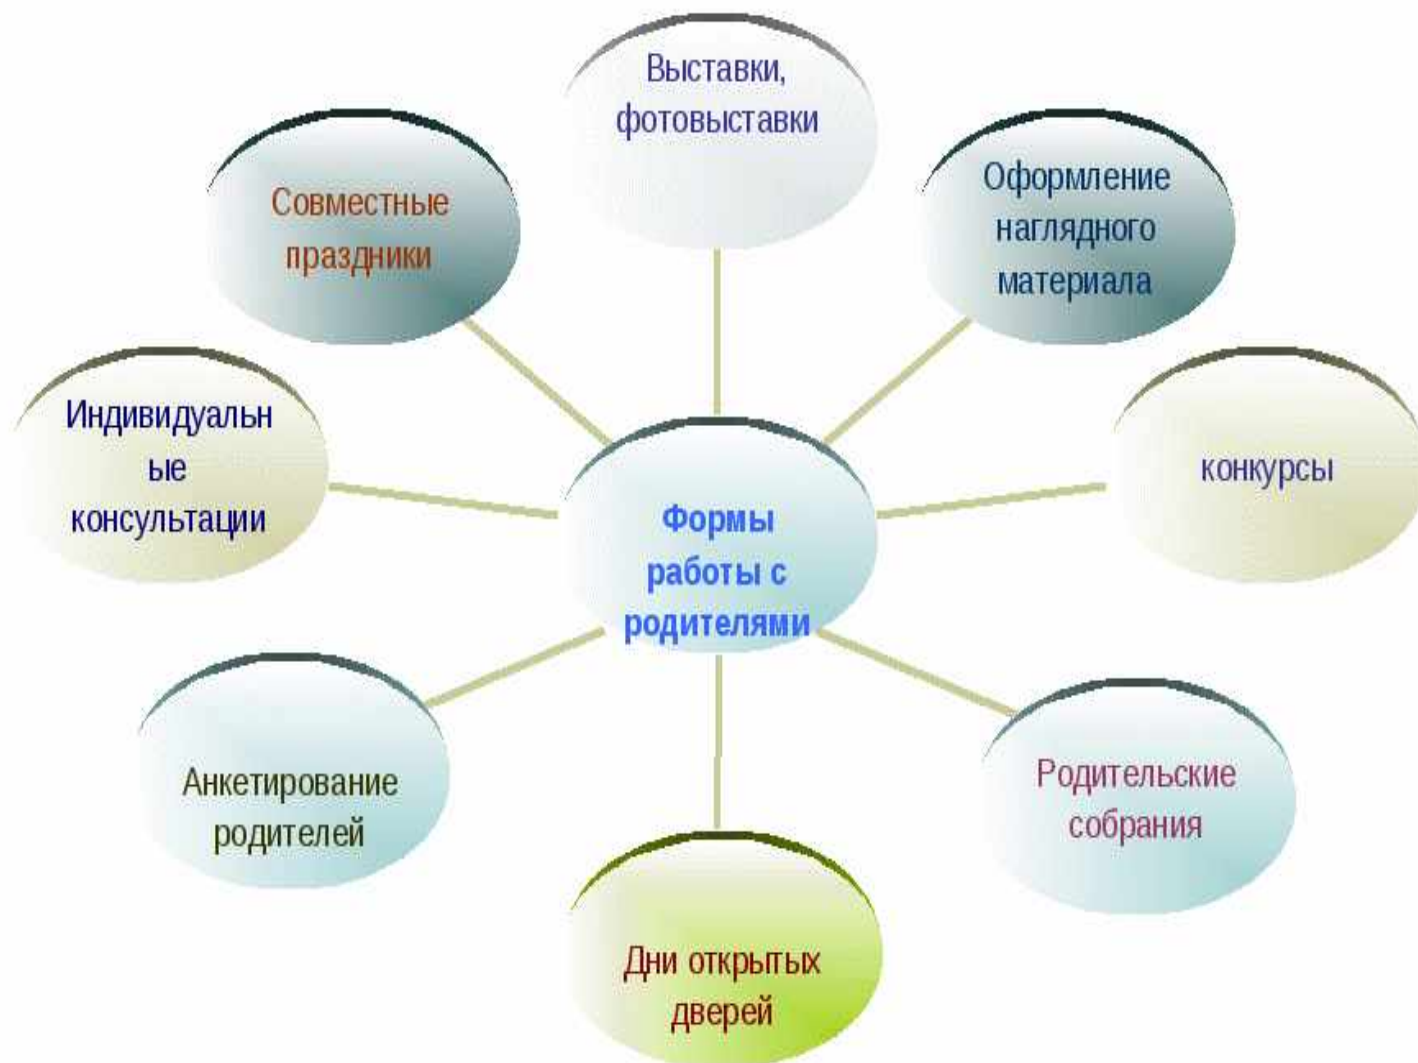 Выставки,
фотовыставки
Оформление
наглядного
материала
конкурсы
Родительские
собрания
Дни открытых
дверей
Анкетирование
родителей
Индивидуальн
ые
консультации
Совместные
праздники
Формы
работы с
родителями